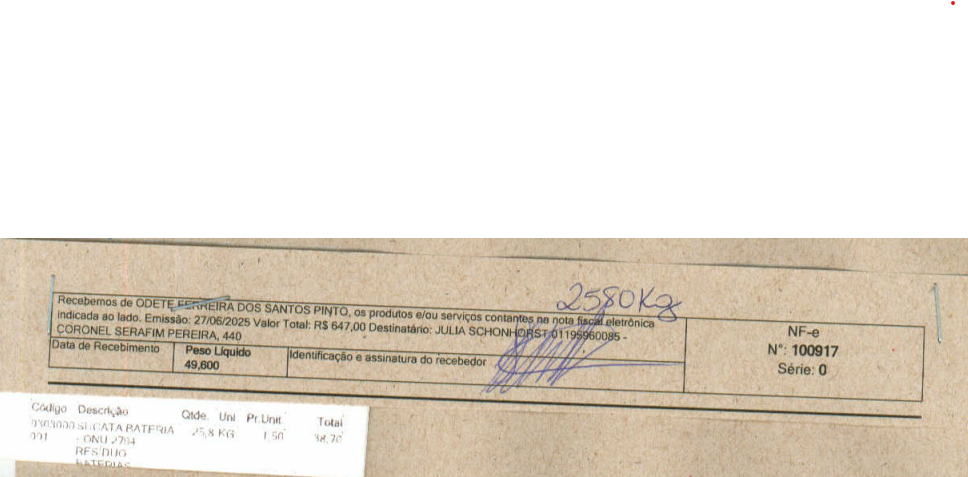 2580Kg
Recebemos de ODETE FERREIRA DOS SANTOS PINTO, os produtos e/ou serviços contantes na nota fiscal eletrônica
indicada ao lado. Emissão: 27/06/2025 Valor Total: R$ 647,00 Destinatário: JULIA SCHONHORST 01195960085 -
CORONEL SERAFIM PEREIRA, 440
Data de Recebimento
Peso Líquido
49,600
Identificação e assinatura do recebedor
NF-e
N°: 100917
Série: 0
Código Descrição Qtde. Uni Pr.Unit. Total
0303000 SUCATA BATERIA 25,8 KG 1,50 38,70
001 - ONU 2794
RESÍDUO
BATERIAS